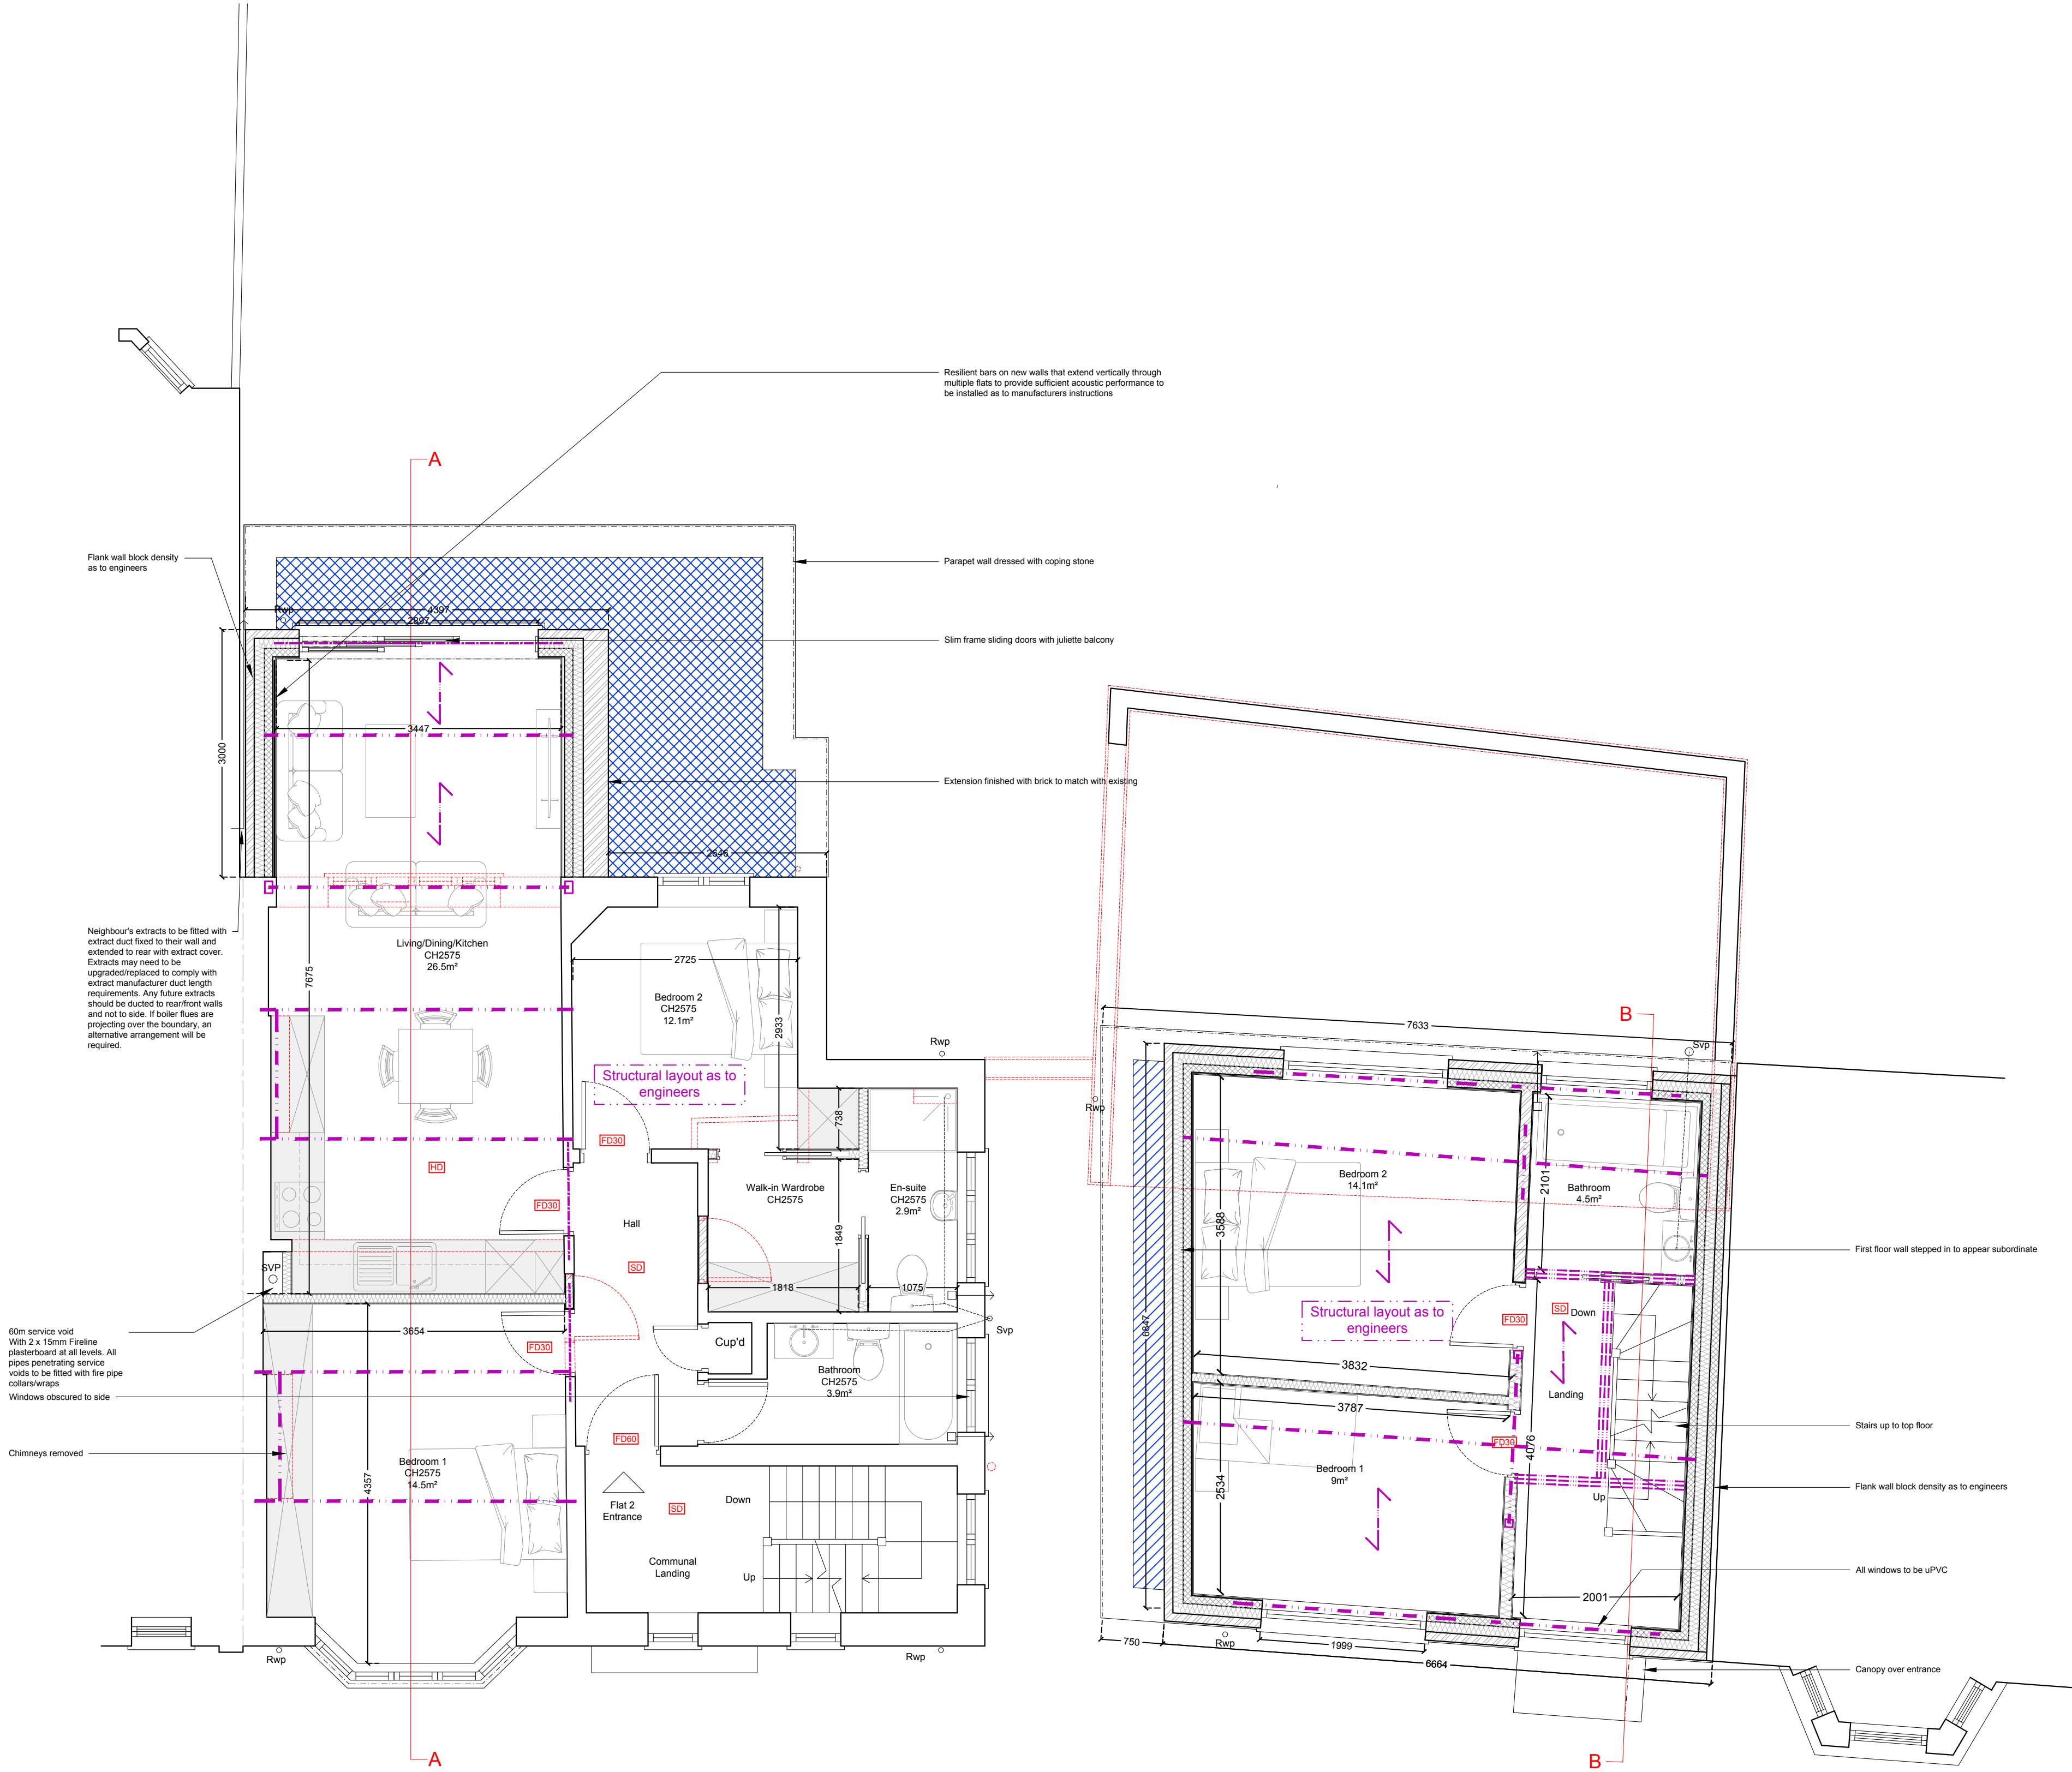 Resilient bars on new walls that extend vertically through
multiple flats to provide sufficient acoustic performance to
be installed as to manufacturers instructions
A
Flank wall block density
as to engineers
Parapet wall dressed with coping stone
Rwp
4397
2897
Slim frame sliding doors with juliette balcony
3447
3000
Extension finished with brick to match with existing
2646
Neighbour's extracts to be fitted with
extract duct fixed to their wall and
extended to rear with extract cover.
Extracts may need to be
upgraded/replaced to comply with
extract manufacturer duct length
requirements. Any future extracts
should be ducted to rear/front walls
and not to side. If boiler flues are
projecting over the boundary, an
alternative arrangement will be
required.
Living/Dining/Kitchen
CH2575
26.5m²
7675
2725
Bedroom 2
CH2575
12.1m²
2933
Structural layout as to
engineers
Rwp
738
FD30
HD
FD30
Walk-in Wardrobe
CH2575
En-suite
CH2575
2.9m²
Hall
1849
SD
SVP
1818
1075
60m service void
With 2 x 15mm Fireline
plasterboard at all levels. All
pipes penetrating service
voids to be fitted with fire pipe
collars/wraps
3654
FD30
Cup'd
Svp
Bathroom
CH2575
3.9m²
Windows obscured to side
FD60
Chimneys removed
Bedroom 1
CH2575
14.5m²
4357
Flat 2
Entrance
SD
Down
Communal
Landing
Up
Rwp
Rwp
A
B
7633
Svp
Rwp
Bedroom 2
14.1m²
2101
Bathroom
4.5m²
3588
First floor wall stepped in to appear subordinate
Structural layout as to
engineers
SD
Down
FD30
6847
3832
Landing
3787
Stairs up to top floor
FD30
4076
Bedroom 1
9m²
2534
Up
Flank wall block density as to engineers
All windows to be uPVC
2001
750
Rwp
1999
6664
Canopy over entrance
B